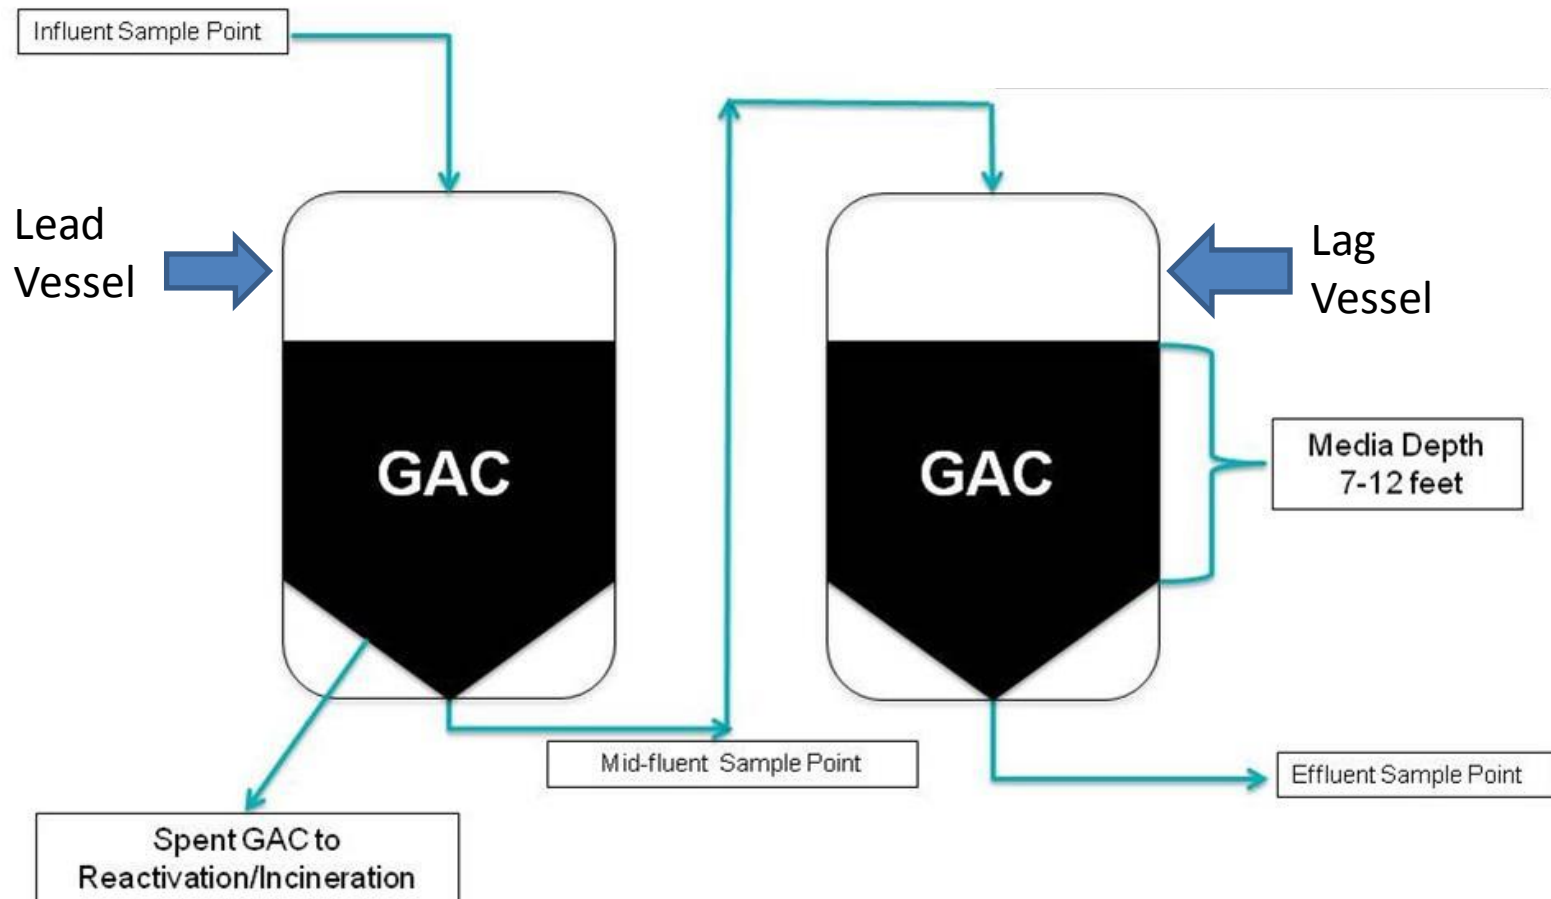 Influent Sample Point
Lead
Vessel
Lag
Vessel
GAC
GAC
Media Depth
7-12 feet
Mid-fluent Sample Point
Effluent Sample Point
Spent GAC to
Reactivation/Incineration